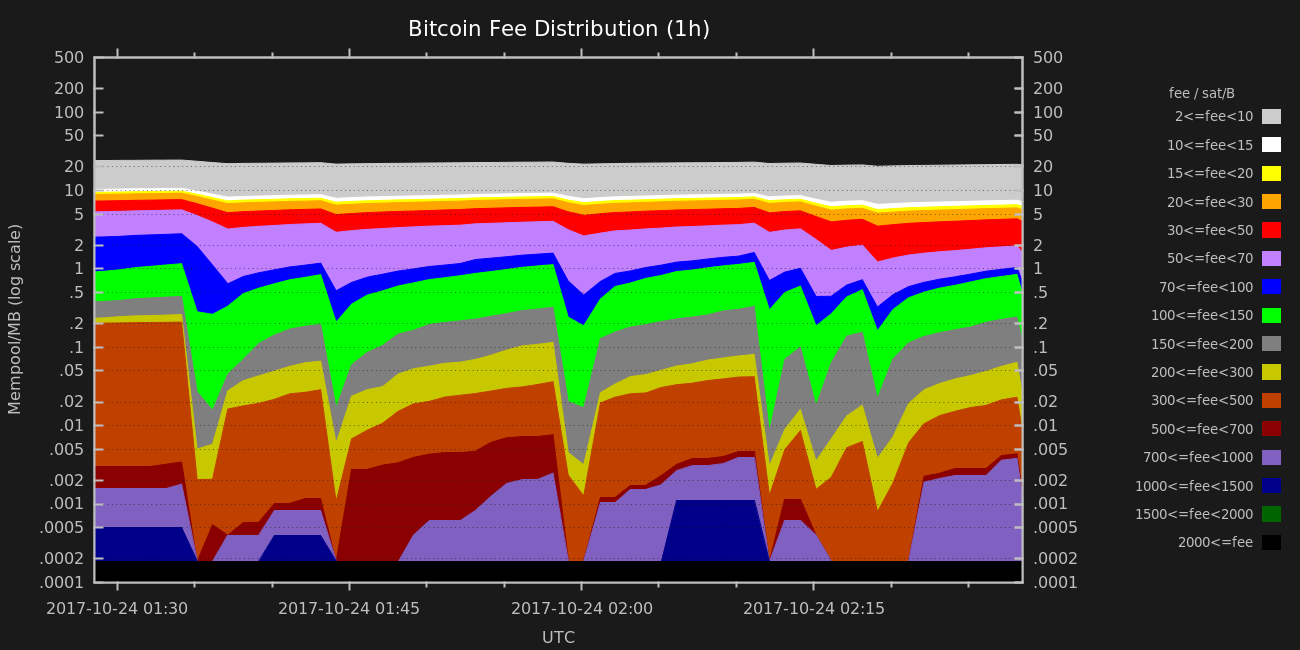 Bitcoin Fee Distribution (1h)
Mempool/MB (log scale)
500
200
100
50
20
10
5
2
1
.5
.2
.1
.05
.02
.01
.005
.002
.001
.0005
.0002
.0001
500
200
100
50
20
10
5
2
1
.5
.2
.1
.05
.02
.01
.005
.002
.001
.0005
.0002
.0001
2017-10-24 01:30
2017-10-24 01:45
2017-10-24 02:00
2017-10-24 02:15
UTC
fee / sat/B
2<=fee<10
10<=fee<15
15<=fee<20
20<=fee<30
30<=fee<50
50<=fee<70
70<=fee<100
100<=fee<150
150<=fee<200
200<=fee<300
300<=fee<500
500<=fee<700
700<=fee<1000
1000<=fee<1500
1500<=fee<2000
2000<=fee